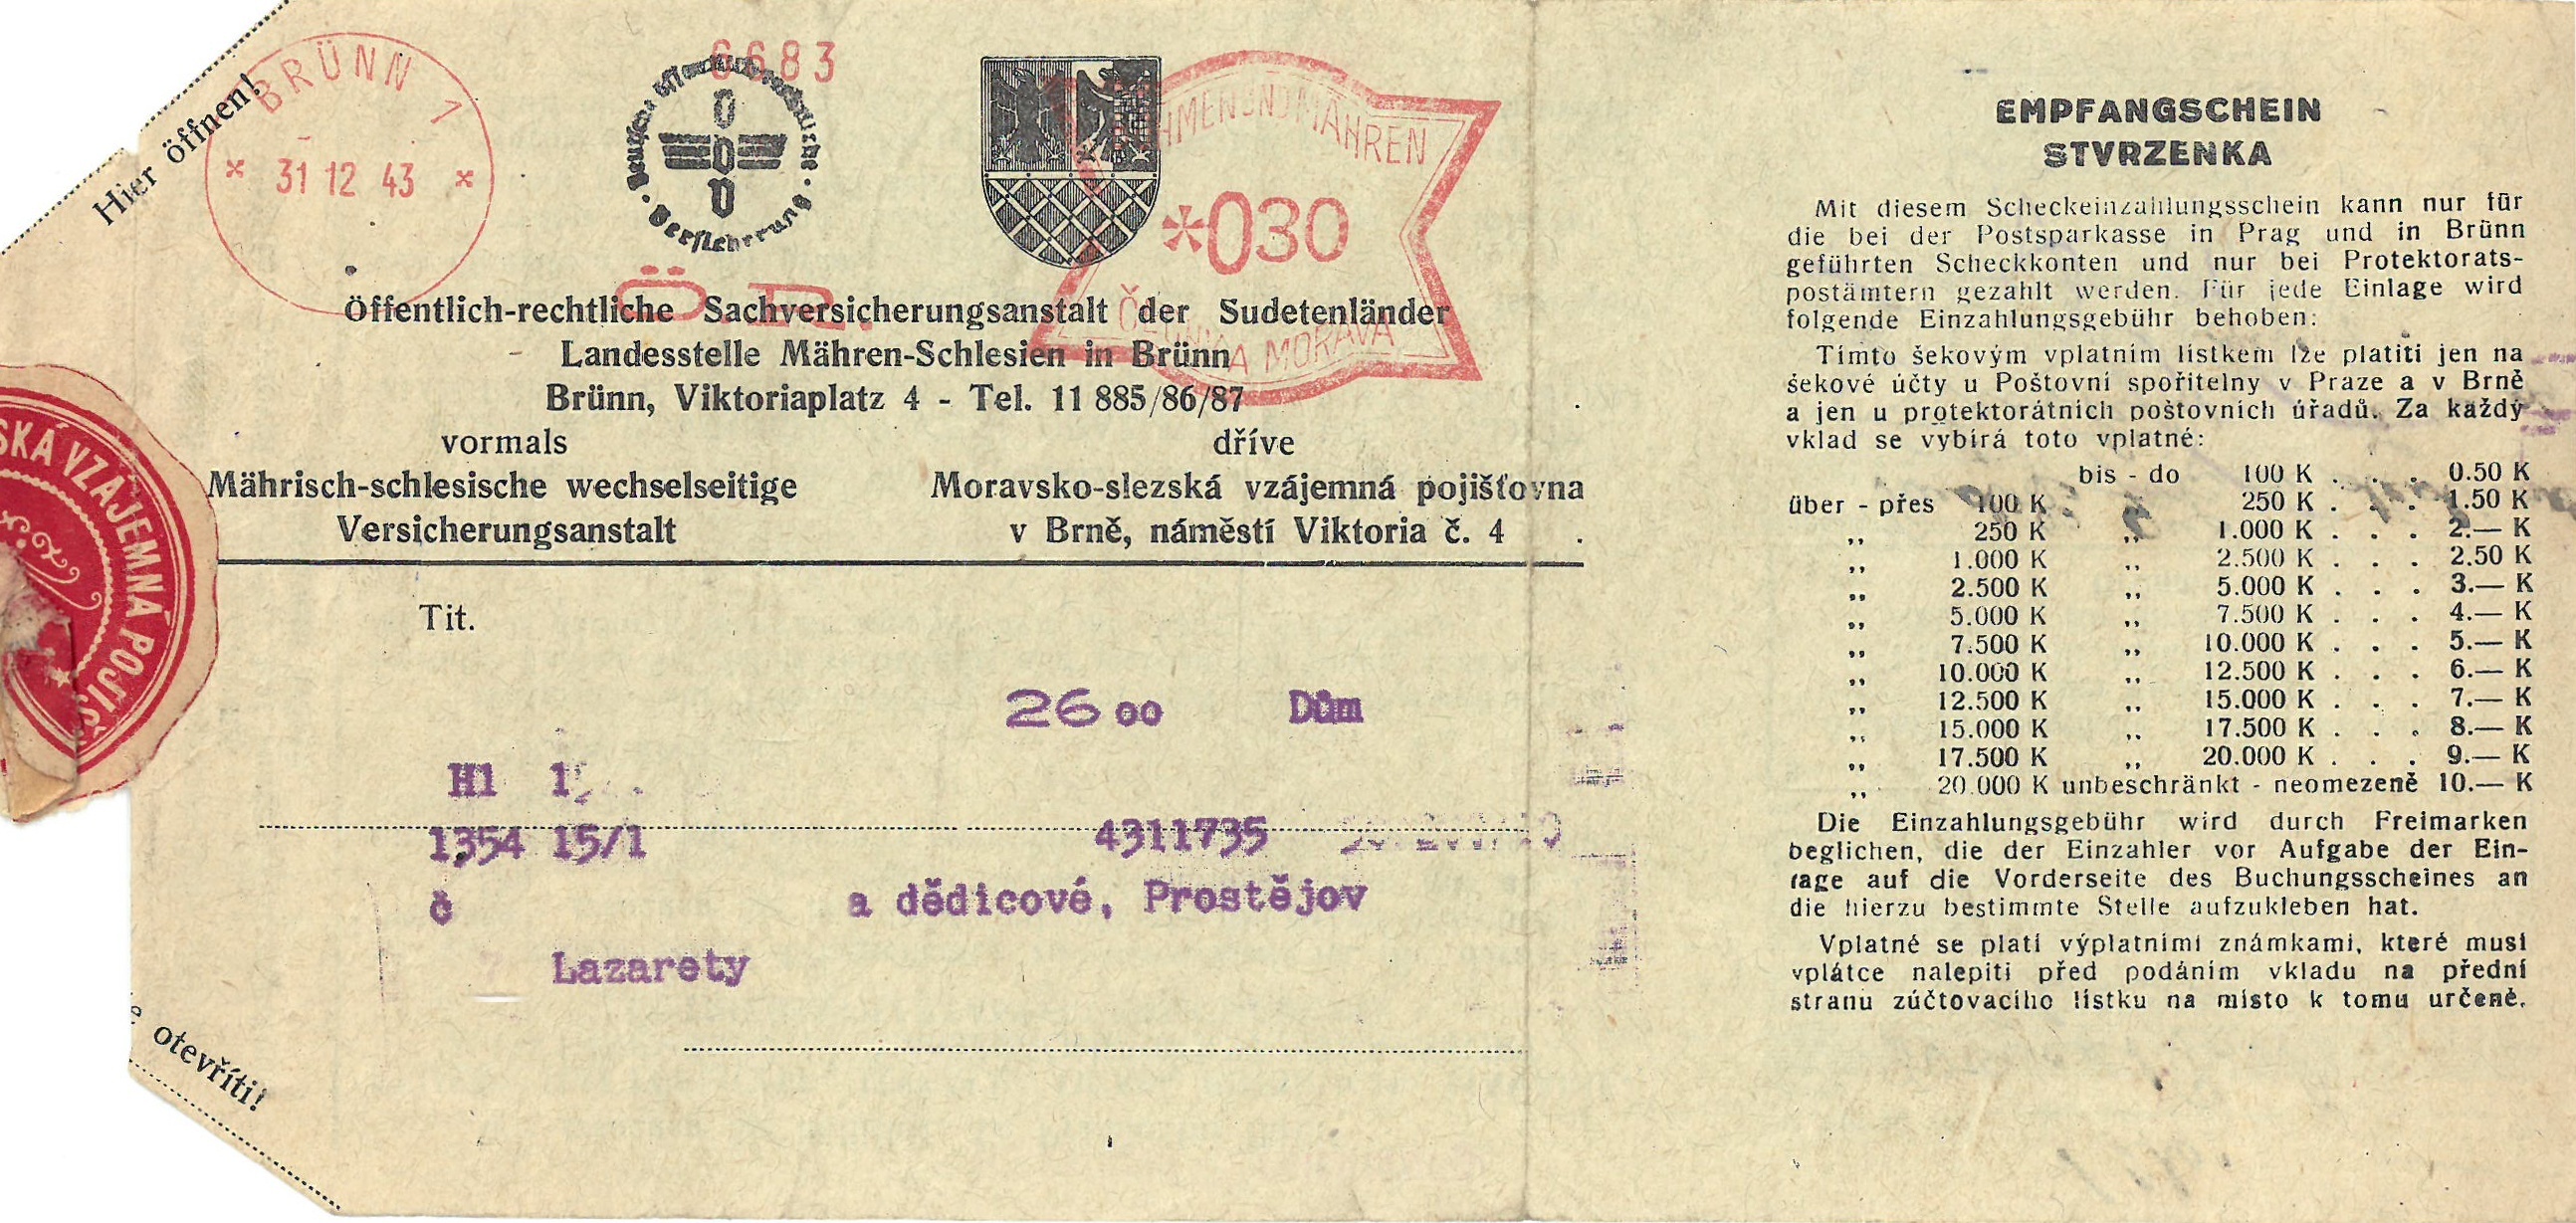 Hier öffnen!
BRÜNN 1
* 31 12 43 *
6683
Ö. R.
*030
BÖHMEN UND MÄHREN
ČECHY A MORAVA
Öffentlich-rechtliche Sachversicherungsanstalt der Sudetenländer
Landesstelle Mähren-Schlesien in Brünn
Brünn, Viktoriaplatz 4 - Tel. 11 885/86/87
vormals
Mährisch-schlesische wechselseitige
Versicherungsanstalt
dříve
Moravsko-slezská vzájemná pojišťovna
v Brně, náměstí Viktoria č. 4
SKÁ VZÁJEMNÁ POJIŠ
Tit.
26 00 Dům
H1 1
1354 15/1 4311735
č a dědicové, Prostějov
Lazarety
otevříti!
EMPFANGSCHEIN
STVRZENKA
Mit diesem Scheckeinzahlungsschein kann nur für
die bei der Postsparkasse in Prag und in Brünn
geführten Scheckkonten und nur bei Protektorats-
postämtern gezahlt werden. Für jede Einlage wird
folgende Einzahlungsgebühr behoben:
Tímto šekovým vplatním lístkem lze platiti jen na
šekové účty u Poštovní spořitelny v Praze a v Brně
a jen u protektorátních poštovních úřadů. Za každý
vklad se vybírá toto vplatné:
bis - do 100 K . . . 0.50 K
über - přes 100 K „ 250 K . . . 1.50 K
„ 250 K „ 1.000 K . . . 2.— K
„ 1.000 K „ 2.500 K . . . 2.50 K
„ 2.500 K „ 5.000 K . . . 3.— K
„ 5.000 K „ 7.500 K . . . 4.— K
„ 7.500 K „ 10.000 K . . . 5.— K
„ 10.000 K „ 12.500 K . . . 6.— K
„ 12.500 K „ 15.000 K . . . 7.— K
„ 15.000 K „ 17.500 K . . . 8.— K
„ 17.500 K „ 20.000 K . . . 9.— K
„ 20.000 K unbeschränkt - neomezeně 10.— K
Die Einzahlungsgebühr wird durch Freimarken
beglichen, die der Einzahler vor Aufgabe der Ein-
lage auf die Vorderseite des Buchungsscheines an
die hierzu bestimmte Stelle aufzukleben hat.
Vplatné se platí výplatními známkami, které musí
vplátce nalepiti před podáním vkladu na přední
stranu zúčtovacího lístku na místo k tomu určené.